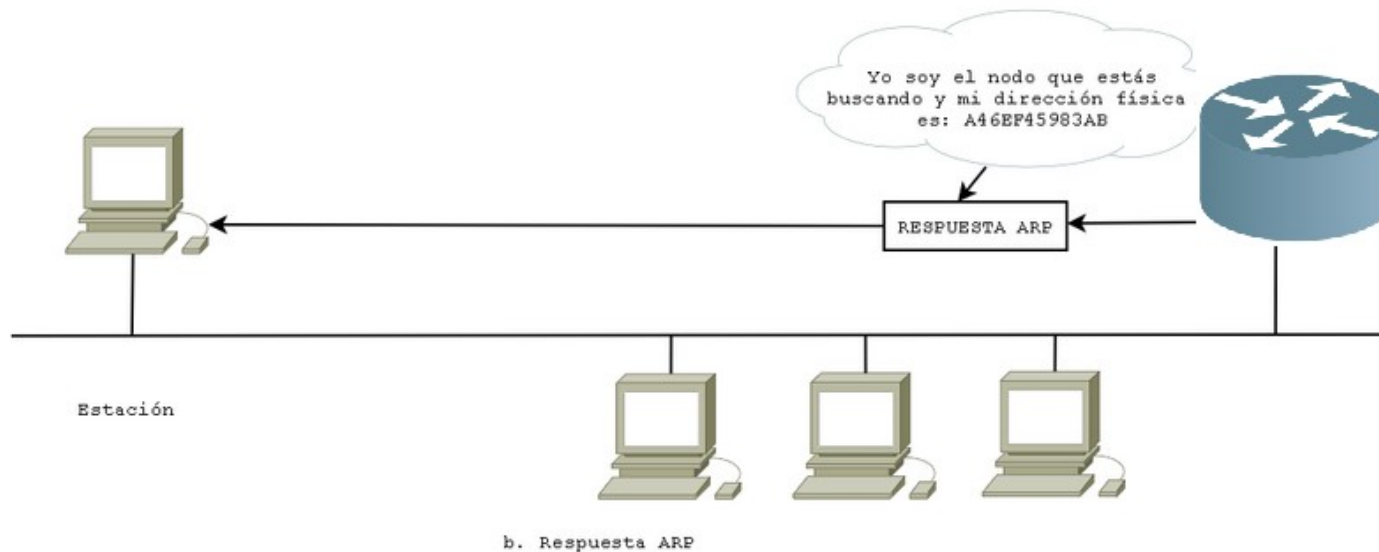 Yo soy el nodo que estás
buscando y mi dirección física
es: A46EF45983AB
RESPUESTA ARP
Estación
b. Respuesta ARP